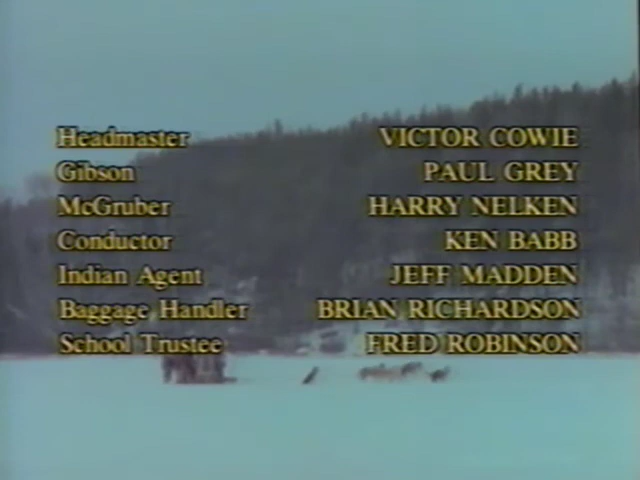 Headmaster VICTOR COWIE
Gibson PAUL GREY
McGruber HARRY NELKEN
Conductor KEN BABB
Indian Agent JEFF MADDEN
Baggage Handler BRIAN RICHARDSON
School Trustee FRED ROBINSON